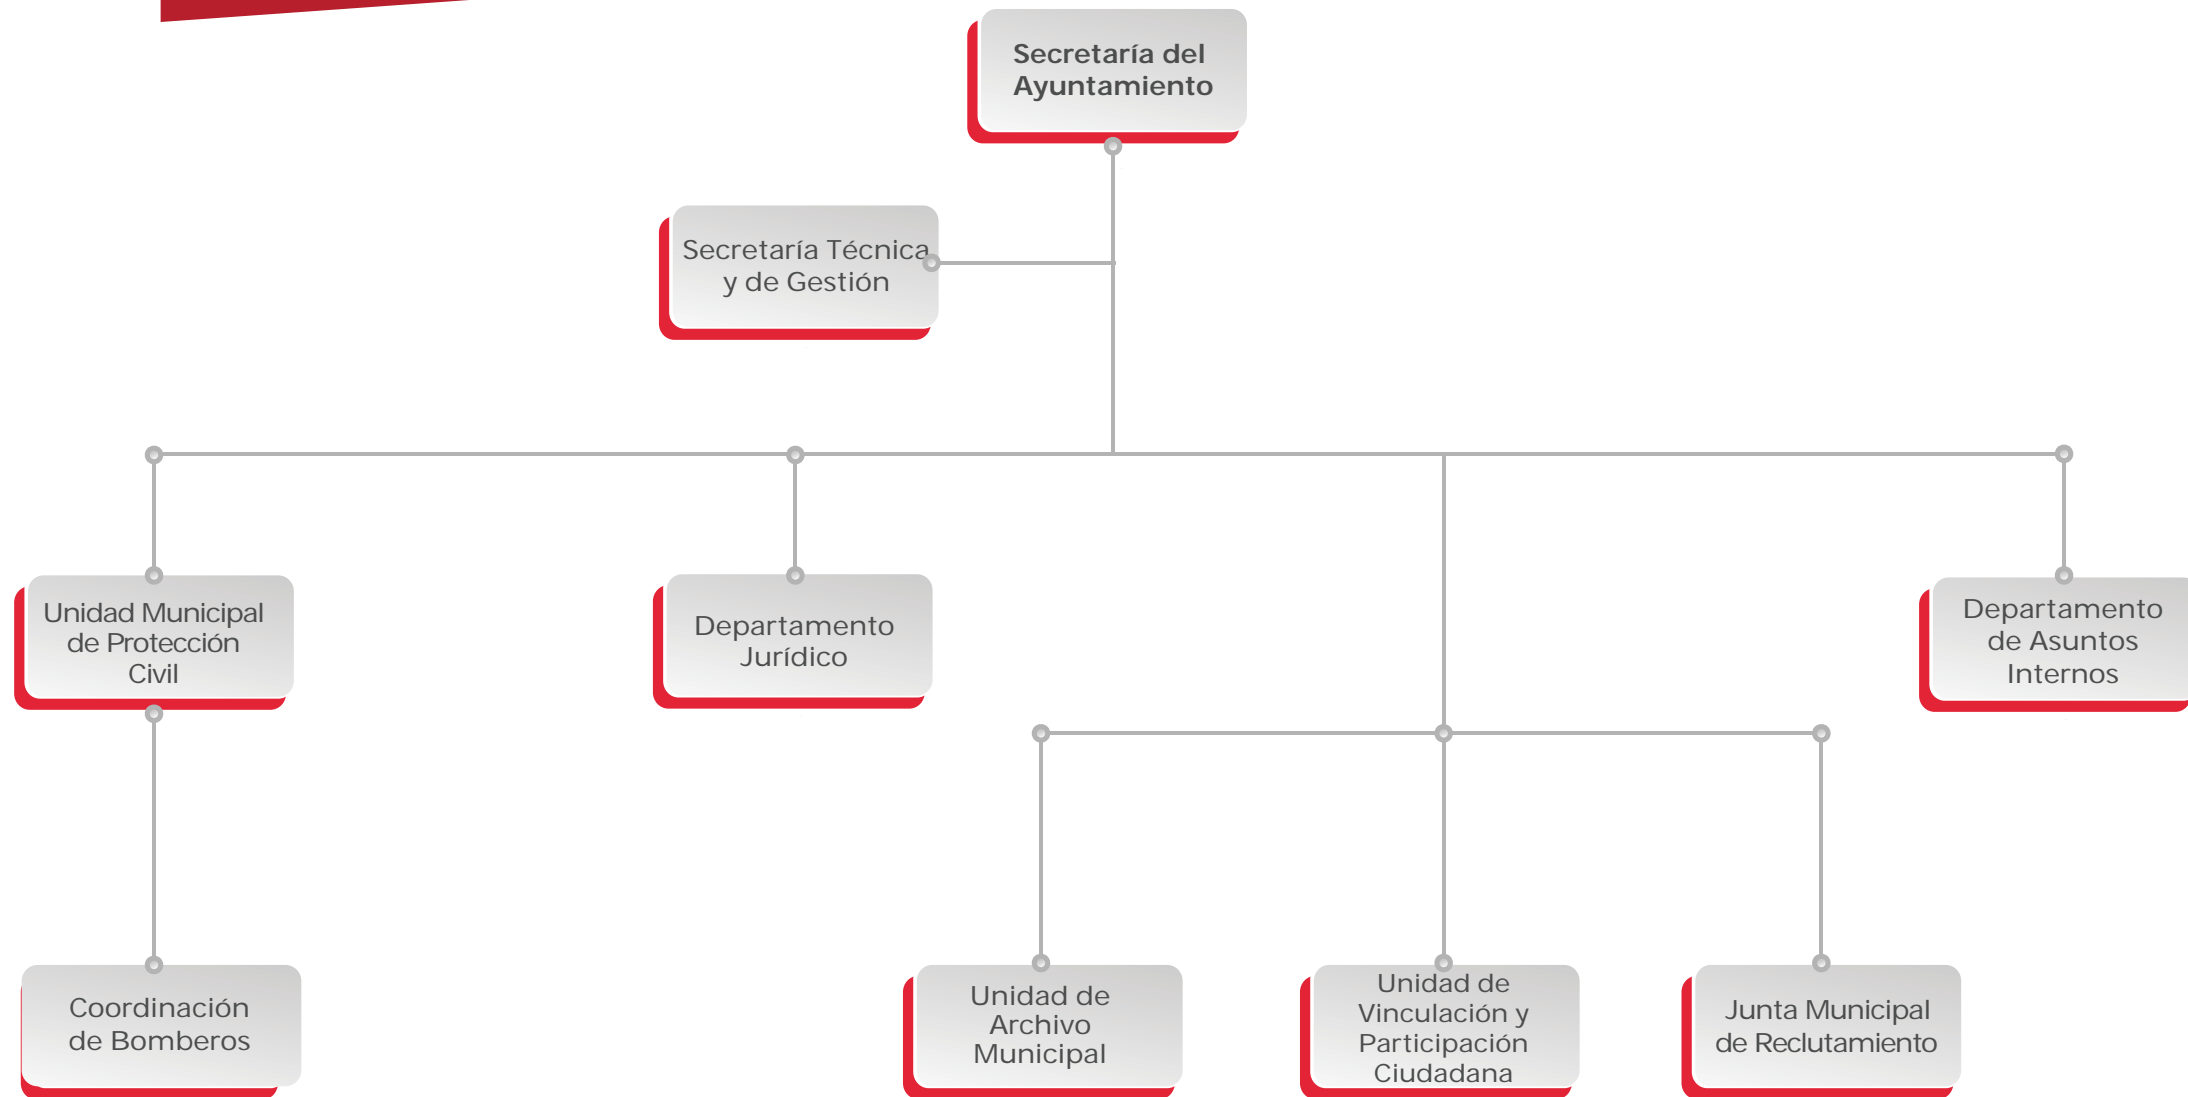 Secretaría del
Ayuntamiento
Secretaría Técnica
y de Gestión
Unidad Municipal
de Protección
Civil
Departamento
Jurídico
Departamento
de Asuntos
Internos
Coordinación
de Bomberos
Unidad de
Archivo
Municipal
Unidad de
Vinculación y
Participación
Ciudadana
Junta Municipal
de Reclutamiento